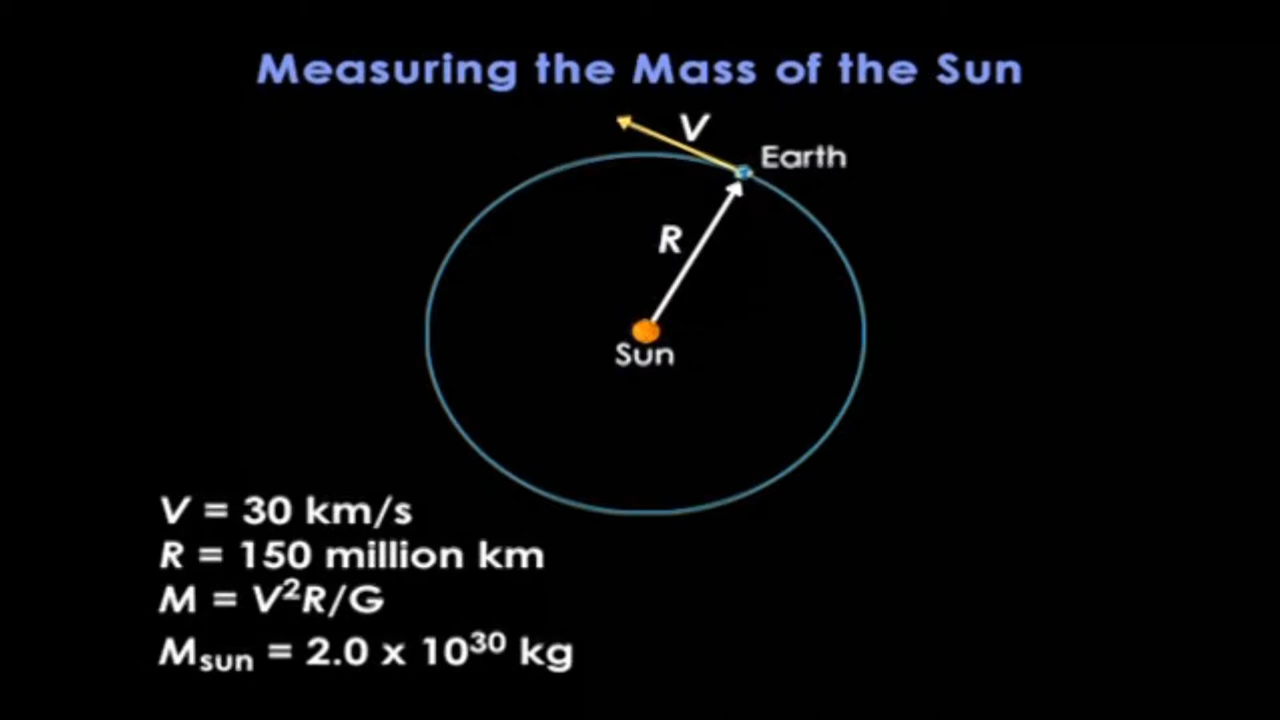 Measuring the Mass of the Sun
V
Earth
R
Sun
V = 30 km/s
R = 150 million km
M = V²R/G
Msun = 2.0 x 10³⁰ kg